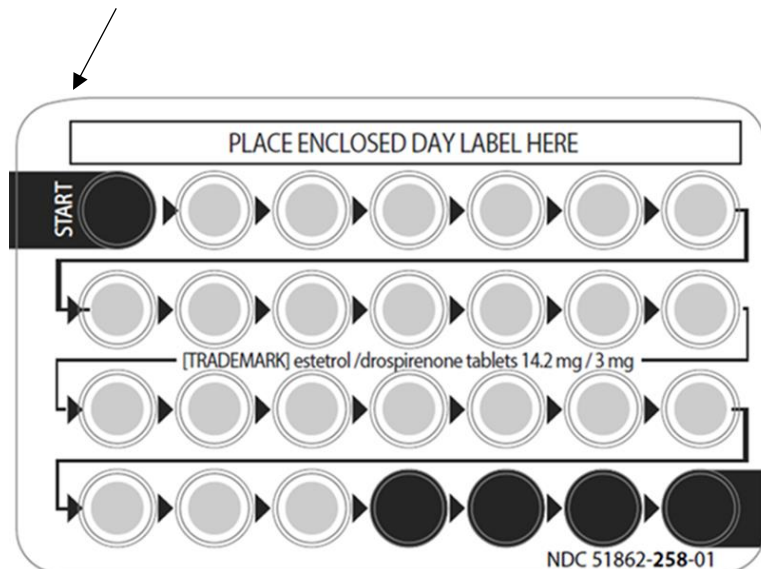 PLACE ENCLOSED DAY LABEL HERE
START
[TRADEMARK] estetrol /drospirenone tablets 14.2 mg / 3 mg
NDC 51862-258-01